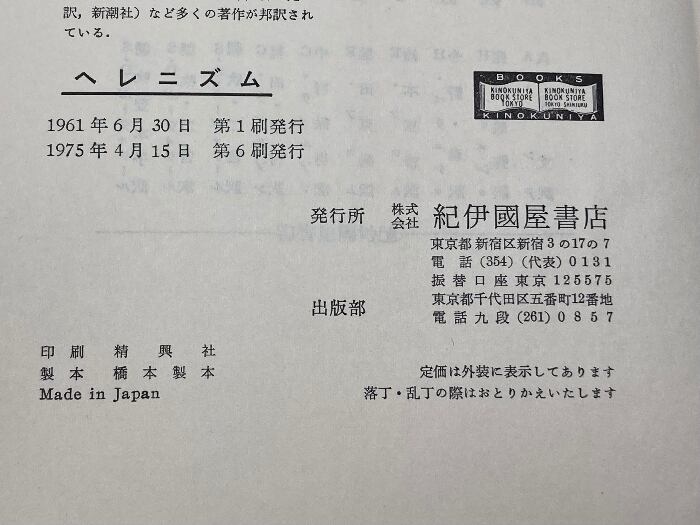 訳，新潮社）など多くの著作が邦訳され
ている．
ヘレニズム
BOOKS
KINOKUNIYA
BOOK STORE
TOKYO
KINOKUNIYA
BOOK STORE
TOKYO SHINJUKU
KINOKUNIYA
1961年6月30日 第1刷発行
1975年4月15日 第6刷発行
発行所 株式会社 紀伊國屋書店
東京都新宿区新宿3の17の7
電話(354)(代表)0131
振替口座東京125575
出版部 東京都千代田区五番町12番地
電話九段(261)0857
印刷 精興社
製本 橋本製本
Made in Japan
定価は外装に表示してあります
落丁・乱丁の際はおとりかえいたします